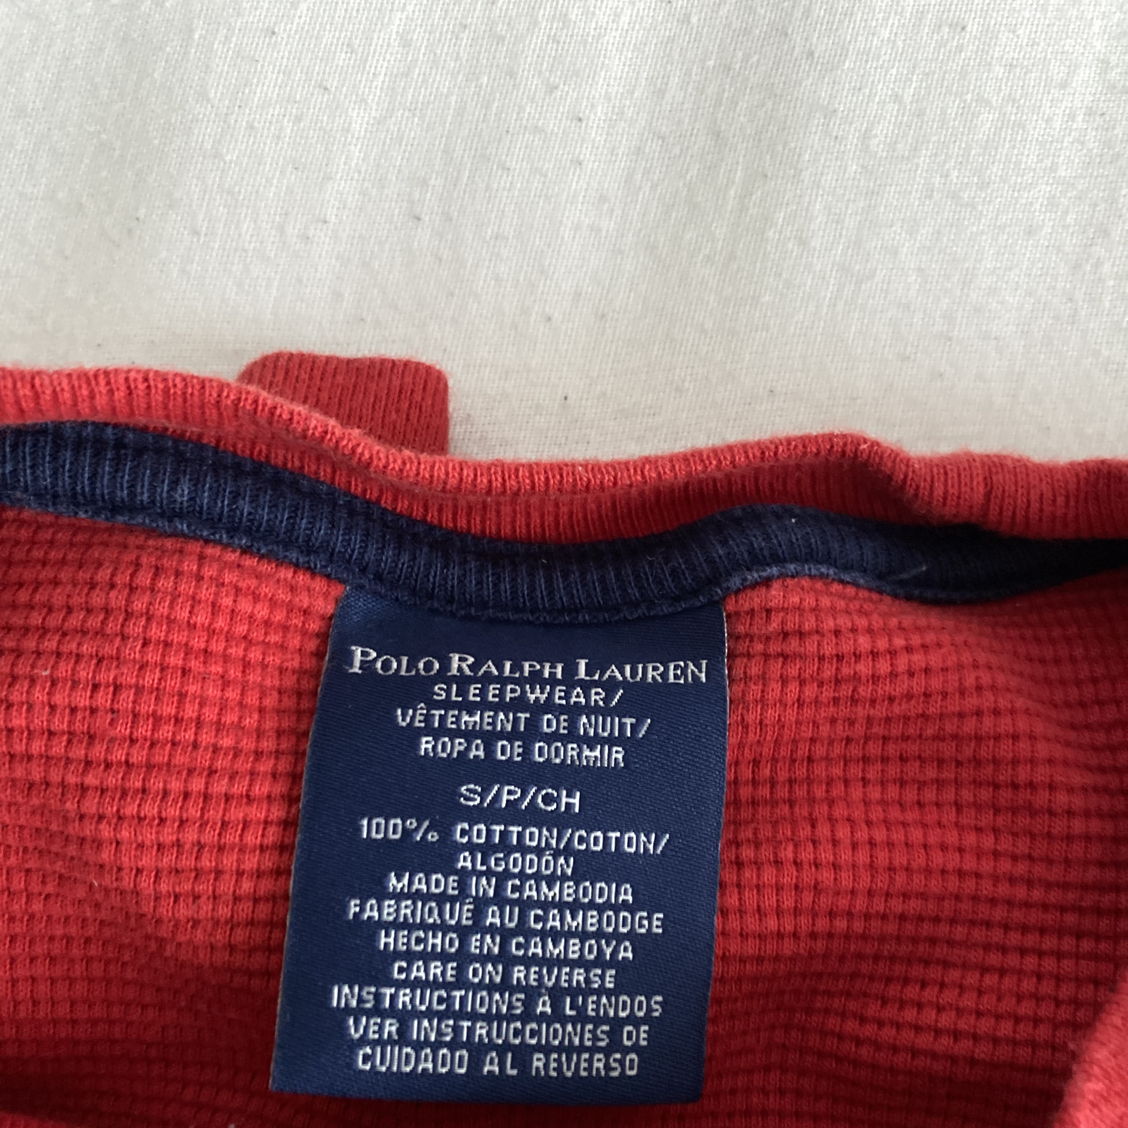 POLO RALPH LAUREN
SLEEPWEAR/
VÊTEMENT DE NUIT/
ROPA DE DORMIR
S/P/CH
100% COTTON/COTON/
ALGODÓN
MADE IN CAMBODIA
FABRIQUÉ AU CAMBODGE
HECHO EN CAMBOYA
CARE ON REVERSE
INSTRUCTIONS À L'ENDOS
VER INSTRUCCIONES DE
CUIDADO AL REVERSO